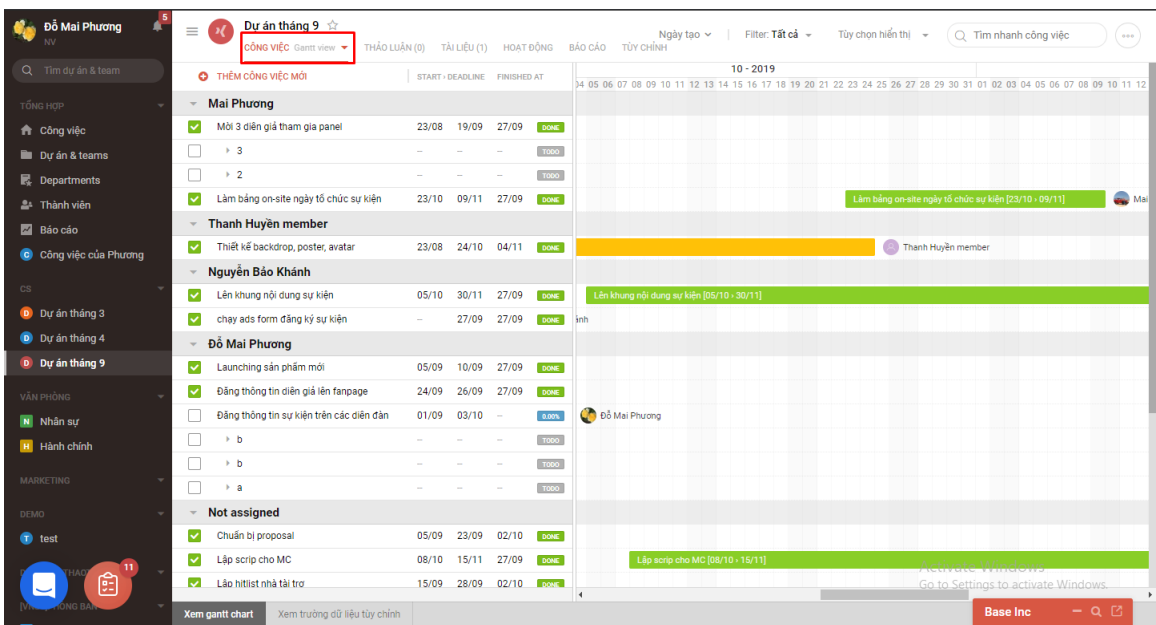 Đỗ Mai Phương
NV
5
Tìm dự án & team
TỔNG HỢP
Công việc
Dự án & teams
Departments
Thành viên
Báo cáo
C Công việc của Phương
CS
D Dự án tháng 3
D Dự án tháng 4
D Dự án tháng 9
VĂN PHÒNG
N Nhân sự
H Hành chính
MARKETING
DEMO
T test
11
Dự án tháng 9
CÔNG VIỆC Gantt view THẢO LUẬN (0) TÀI LIỆU (1) HOẠT ĐỘNG BÁO CÁO TÙY CHỈNH
Ngày tạo Filter: Tất cả Tùy chọn hiển thị Tìm nhanh công việc
THÊM CÔNG VIỆC MỚI START › DEADLINE FINISHED AT
10 - 2019
04 05 06 07 08 09 10 11 12 13 14 15 16 17 18 19 20 21 22 23 24 25 26 27 28 29 30 31 01 02 03 04 05 06 07 08 09 10 11 12
Mai Phương
Mời 3 diễn giả tham gia panel 23/08 19/09 27/09 DONE
3 – – – TODO
2 – – – TODO
Làm bảng on-site ngày tổ chức sự kiện 23/10 09/11 27/09 DONE Làm bảng on-site ngày tổ chức sự kiện [23/10 › 09/11] Mai
Thanh Huyền member
Thiết kế backdrop, poster, avatar 23/08 24/10 04/11 DONE Thanh Huyền member
Nguyễn Bảo Khánh
Lên khung nội dung sự kiện 05/10 30/11 27/09 DONE Lên khung nội dung sự kiện [05/10 › 30/11]
chạy ads form đăng ký sự kiện – 27/09 27/09 DONE ánh
Đỗ Mai Phương
Launching sản phẩm mới 05/09 10/09 27/09 DONE
Đăng thông tin diễn giả lên fanpage 24/09 26/09 27/09 DONE
Đăng thông tin sự kiện trên các diễn đàn 01/09 03/10 – 0.00% Đỗ Mai Phương
b – – – TODO
b – – – TODO
a – – – TODO
Not assigned
Chuẩn bị proposal 05/09 23/09 02/10 DONE
Lập scrip cho MC 08/10 15/11 27/09 DONE Lập scrip cho MC [08/10 › 15/11]
Lập hitlist nhà tài trợ 15/09 28/09 02/10 DONE
Activate Windows
Go to Settings to activate Windows.
Xem gantt chart Xem trường dữ liệu tùy chỉnh
Base Inc